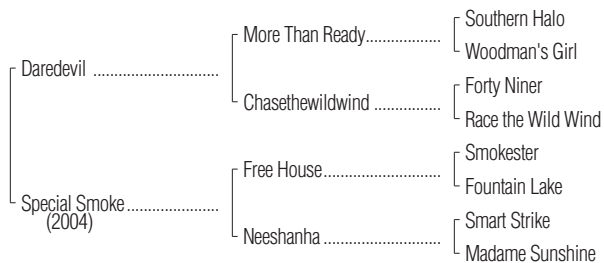 Southern Halo
More Than Ready
Woodman's Girl
Daredevil
Forty Niner
Chasethewildwind
Race the Wild Wind
Smokester
Free House
Fountain Lake
Special Smoke
(2004)
Smart Strike
Neeshanha
Madame Sunshine